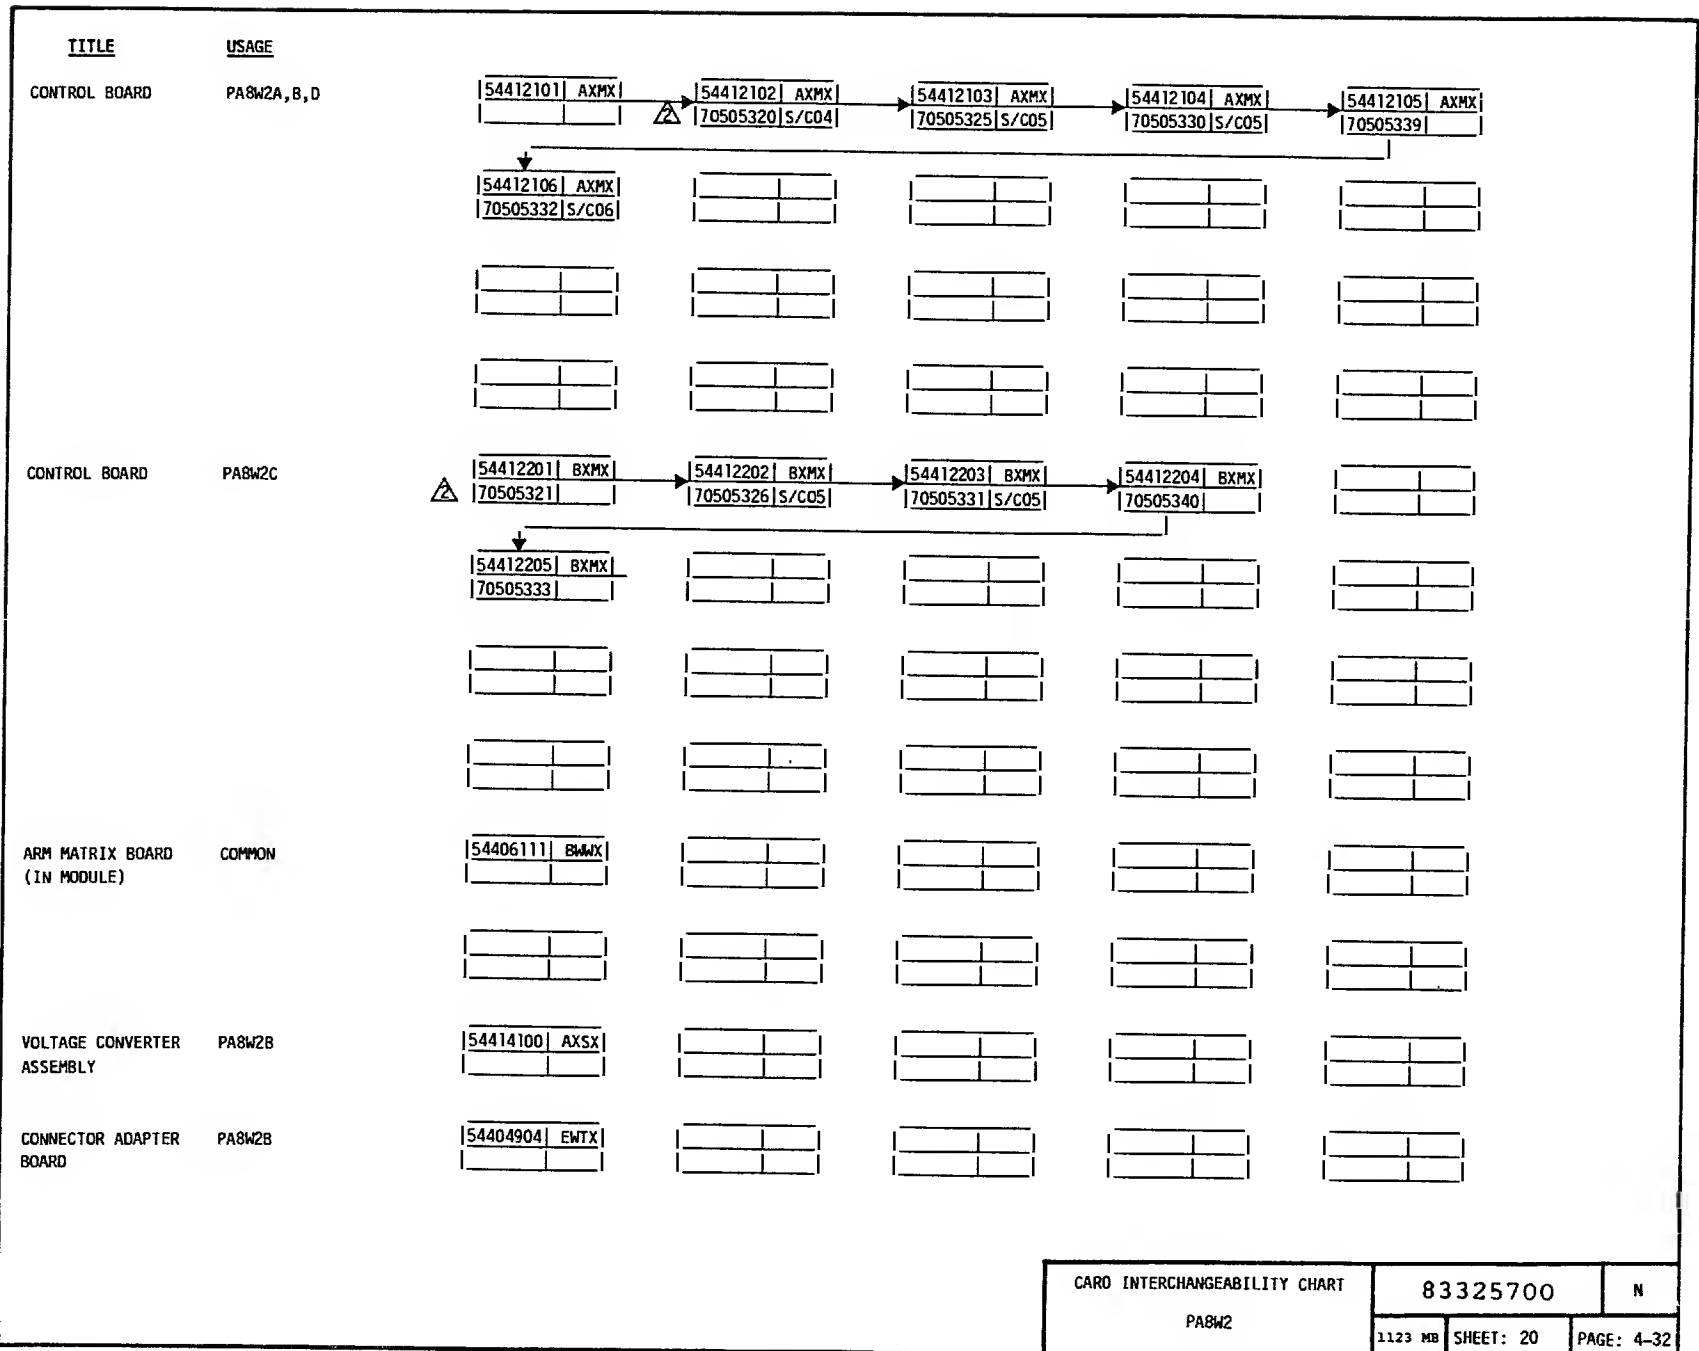 TITLE USAGE
CONTROL BOARD PA8W2A,B,D 54412101 AXMX 54412102 AXMX 54412103 AXMX 54412104 AXMX 54412105 AXMX
2 70505320 S/C04 70505325 S/C05 70505330 S/C05 70505339
54412106 AXMX
70505332 S/C06
CONTROL BOARD PA8W2C 54412201 BXMX 54412202 BXMX 54412203 BXMX 54412204 BXMX
2 70505321 70505326 S/C05 70505331 S/C05 70505340
54412205 BXMX
70505333
ARM MATRIX BOARD COMMON 54406111 BWWX
(IN MODULE)
VOLTAGE CONVERTER PA8W2B 54414100 AXSX
ASSEMBLY
CONNECTOR ADAPTER PA8W2B 54404904 EWTX
BOARD
CARD INTERCHANGEABILITY CHART 83325700 N
PA8W2
1123 MB SHEET: 20 PAGE: 4-32